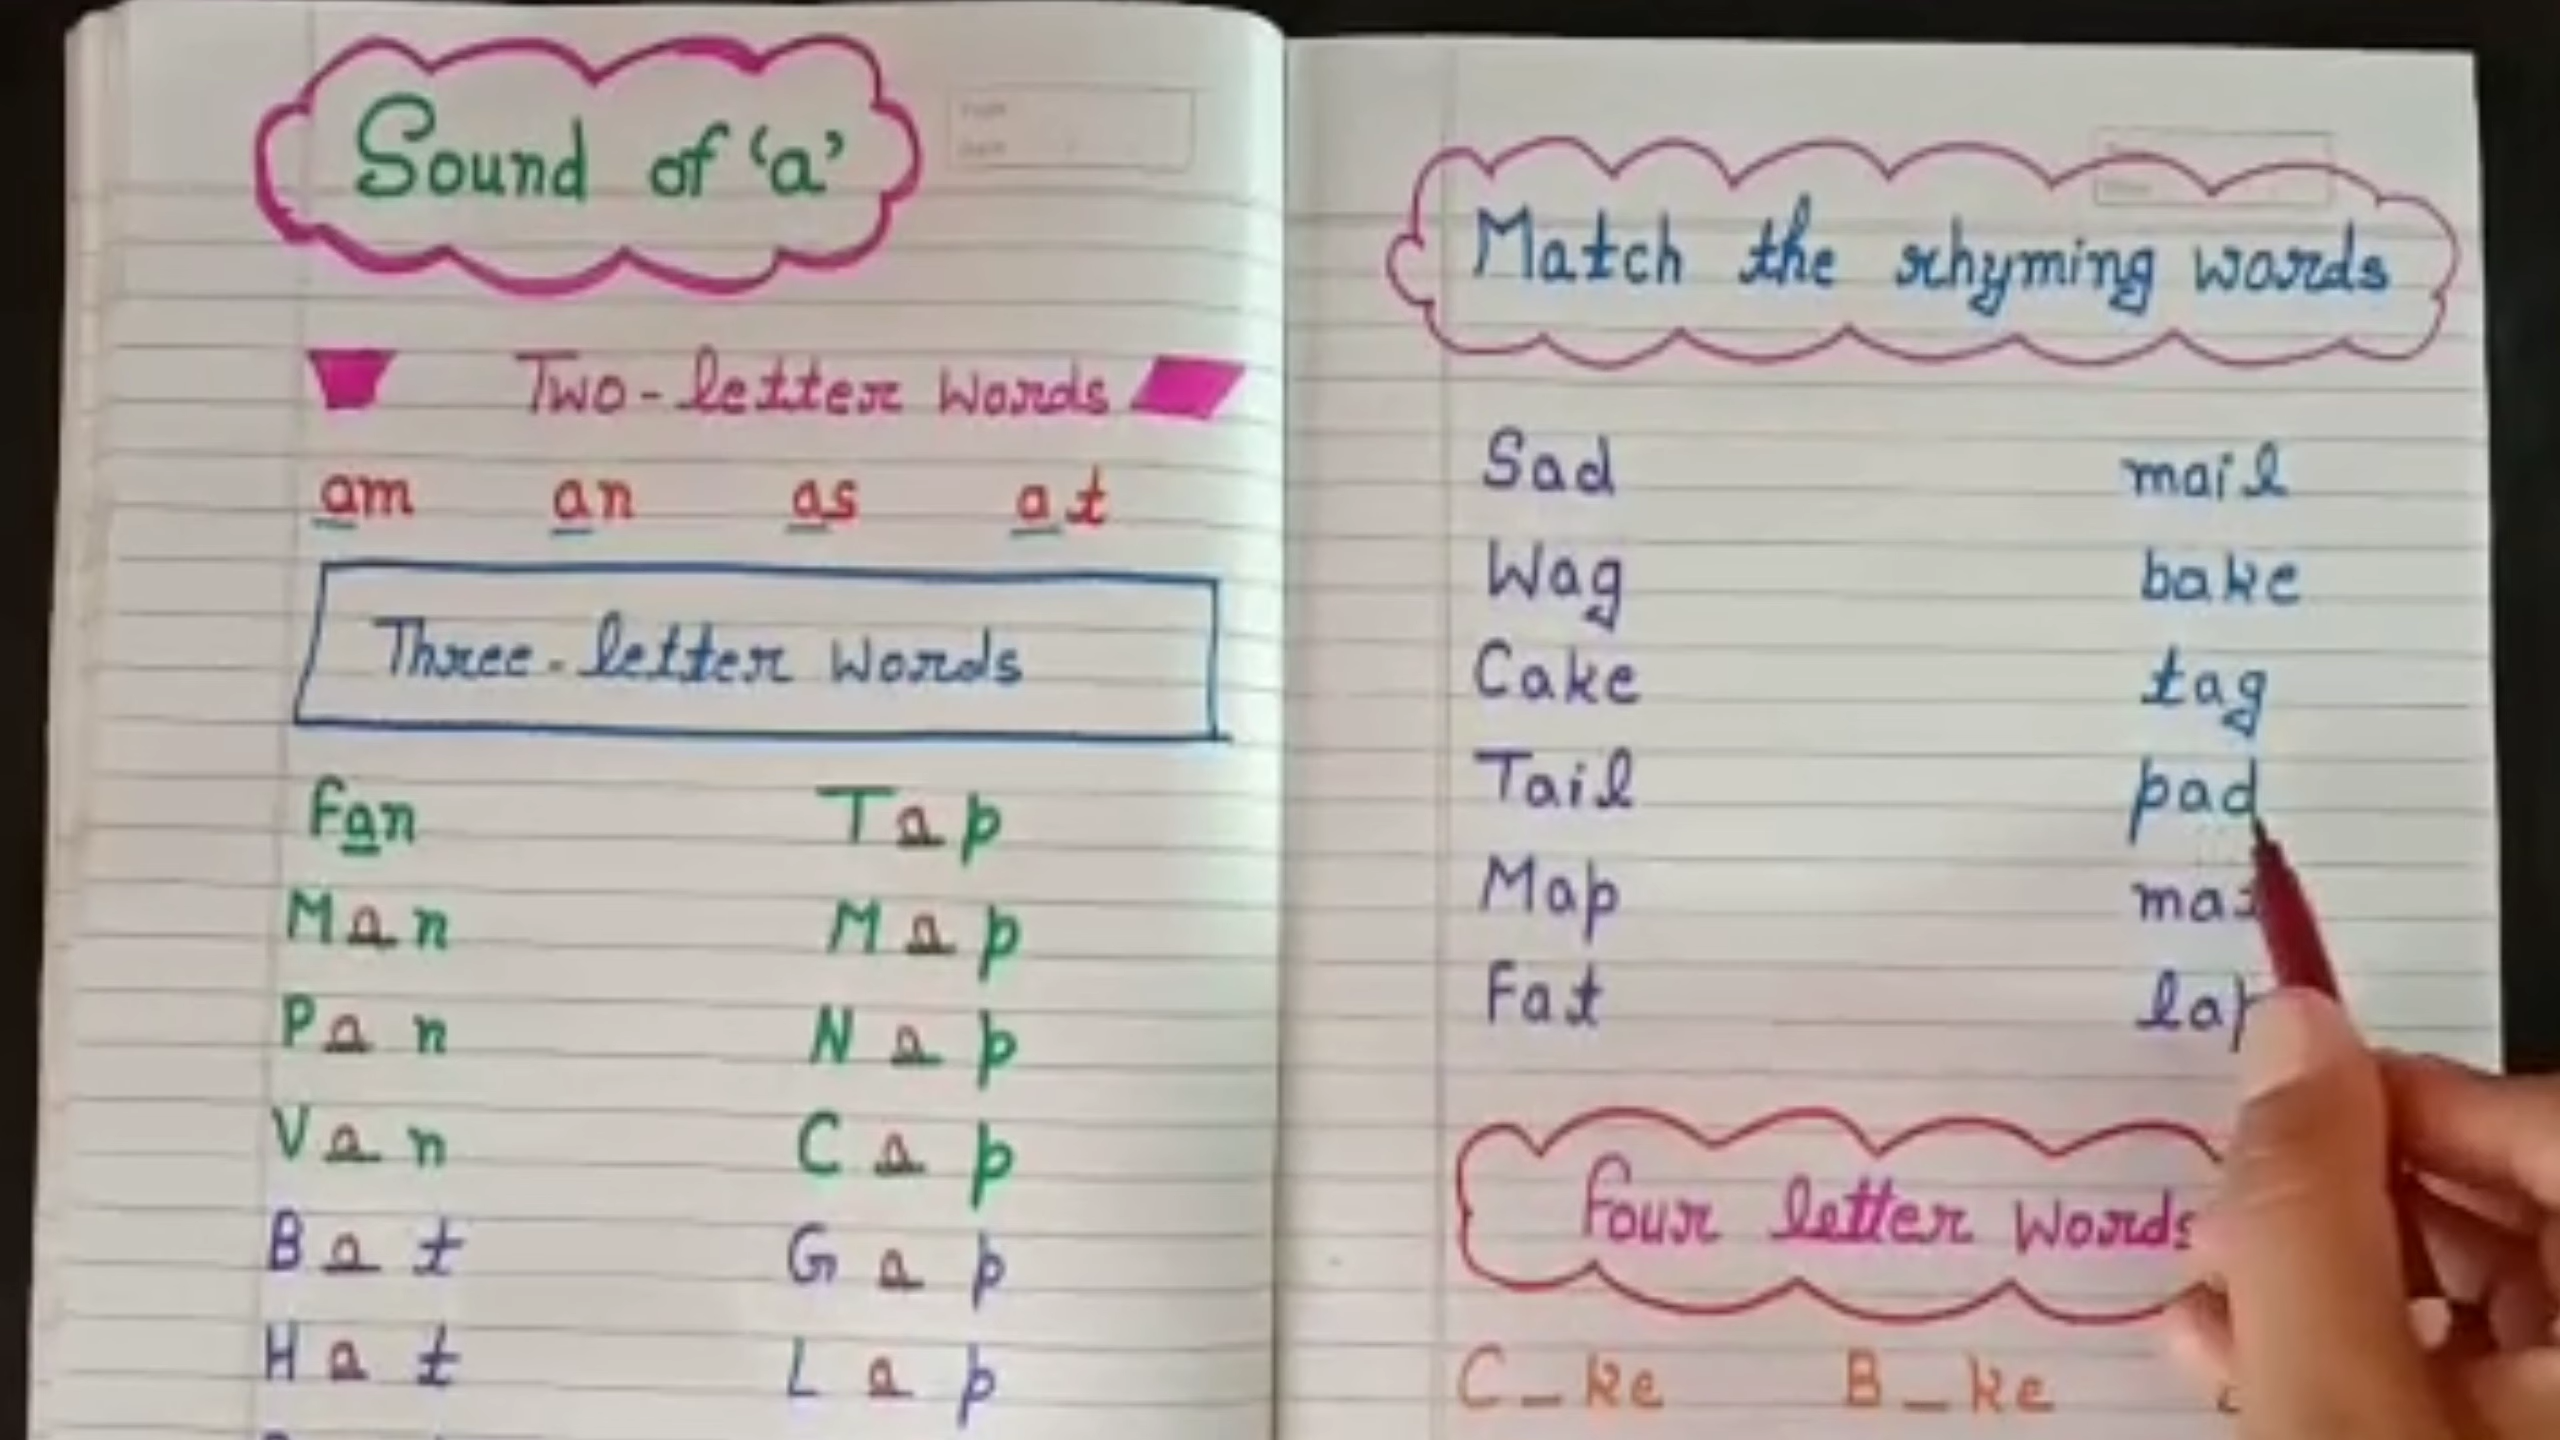 Sound of 'a'
Two-letter words
am an as at
Three-letter words
Fan Tap
Man Map
Pan Nap
Van Cap
Bat Gap
Hat Lap
Match the rhyming words
Sad mail
Wag bake
Cake tag
Tail pad
Map
Fat lap
Four letter words
C_ke B_ke